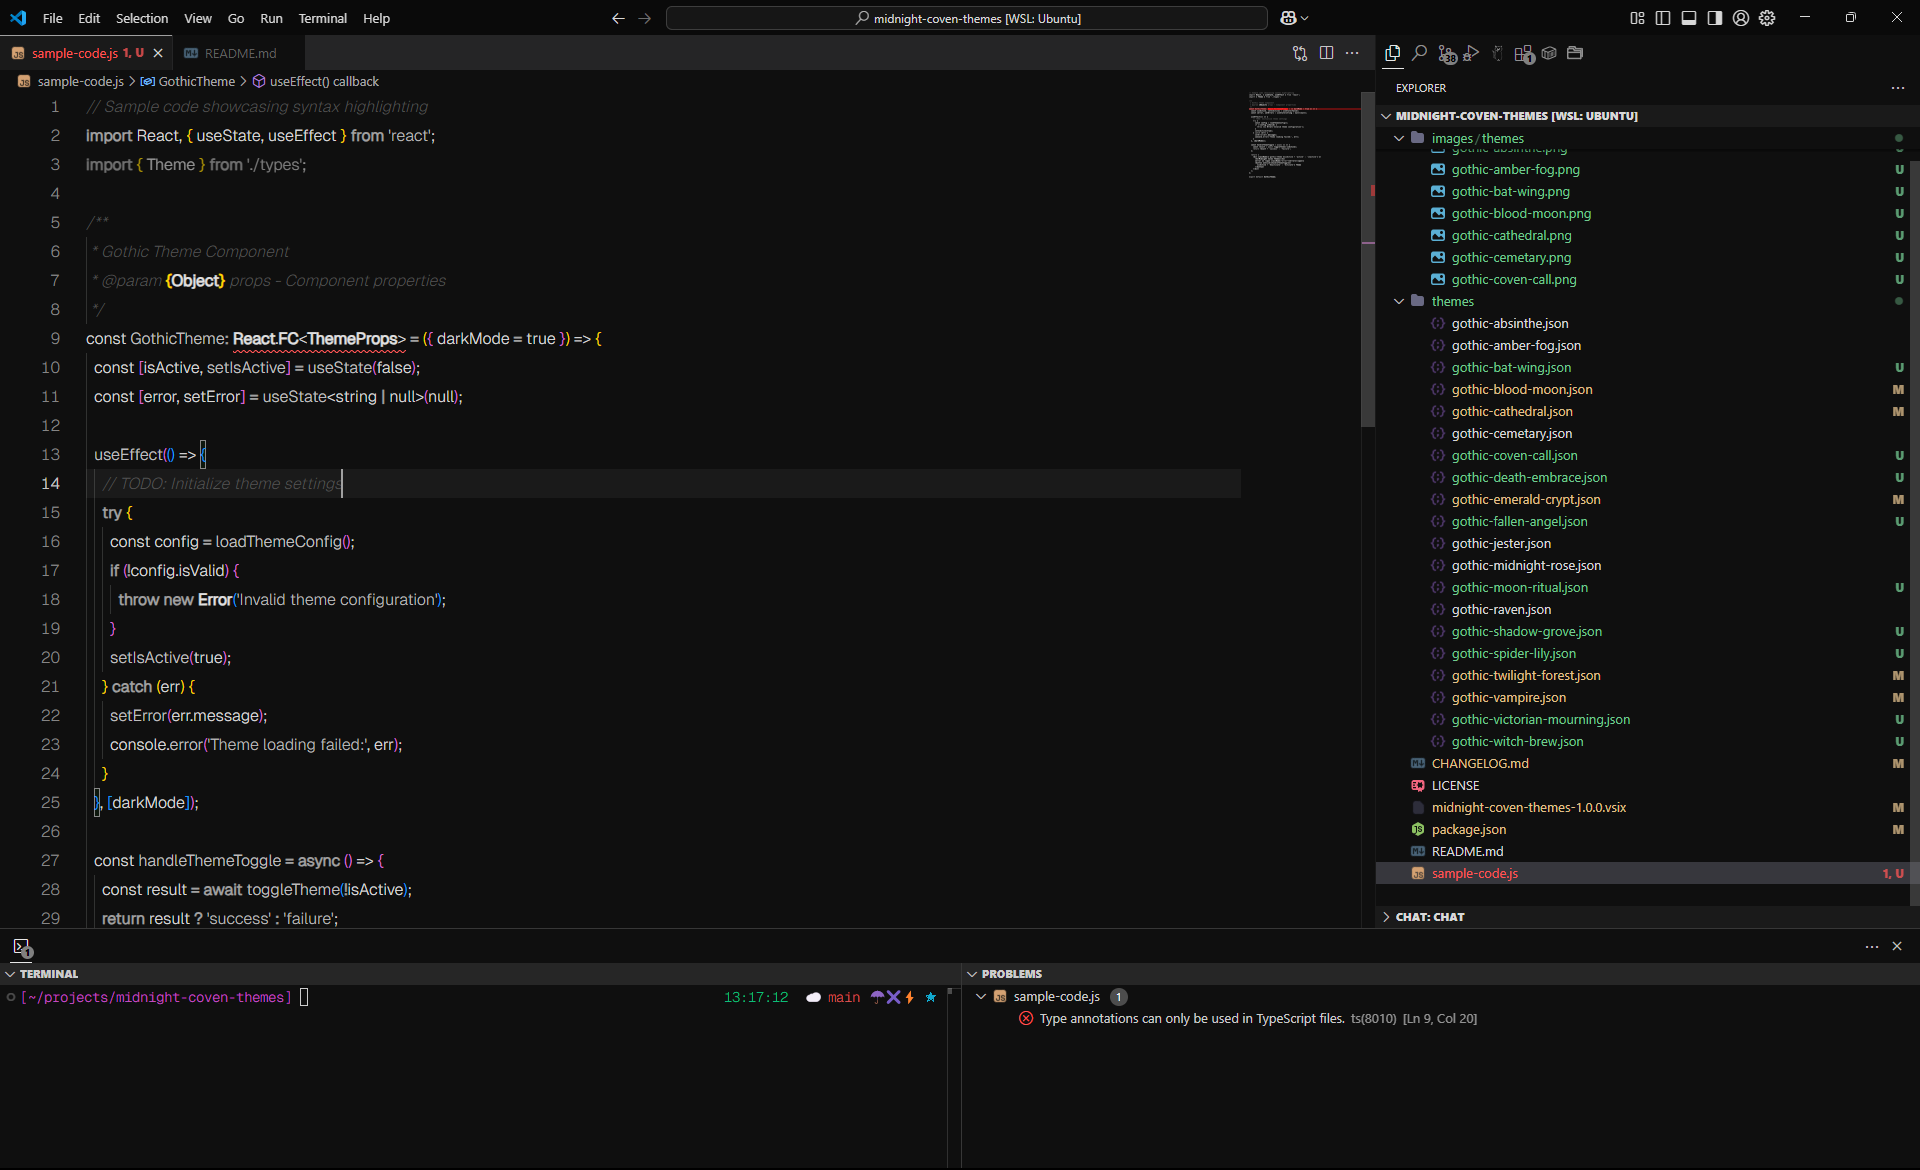 File Edit Selection View Go Run Terminal Help
midnight-coven-themes [WSL: Ubuntu]
sample-code.js 1, U
README.md
sample-code.js > GothicTheme > useEffect() callback
1 // Sample code showcasing syntax highlighting
2 import React, { useState, useEffect } from 'react';
3 import { Theme } from './types';
4
5 /**
6 * Gothic Theme Component
7 * @param {Object} props - Component properties
8 */
9 const GothicTheme: React.FC<ThemeProps> = ({ darkMode = true }) => {
10 const [isActive, setIsActive] = useState(false);
11 const [error, setError] = useState<string | null>(null);
12
13 useEffect(() => {
14 // TODO: Initialize theme settings
15 try {
16 const config = loadThemeConfig();
17 if (!config.isValid) {
18 throw new Error('Invalid theme configuration');
19 }
20 setIsActive(true);
21 } catch (err) {
22 setError(err.message);
23 console.error('Theme loading failed:', err);
24 }
25 }, [darkMode]);
26
27 const handleThemeToggle = async () => {
28 const result = await toggleTheme(!isActive);
29 return result ? 'success' : 'failure';
38
1
EXPLORER
MIDNIGHT-COVEN-THEMES [WSL: UBUNTU]
images / themes
gothic-absinthe.png U
gothic-amber-fog.png U
gothic-bat-wing.png U
gothic-blood-moon.png U
gothic-cathedral.png U
gothic-cemetary.png U
gothic-coven-call.png U
themes
gothic-absinthe.json
gothic-amber-fog.json
gothic-bat-wing.json U
gothic-blood-moon.json M
gothic-cathedral.json M
gothic-cemetary.json
gothic-coven-call.json U
gothic-death-embrace.json U
gothic-emerald-crypt.json M
gothic-fallen-angel.json U
gothic-jester.json
gothic-midnight-rose.json
gothic-moon-ritual.json U
gothic-raven.json
gothic-shadow-grove.json U
gothic-spider-lily.json U
gothic-twilight-forest.json M
gothic-vampire.json M
gothic-victorian-mourning.json U
gothic-witch-brew.json U
CHANGELOG.md M
LICENSE
midnight-coven-themes-1.0.0.vsix M
package.json M
README.md
sample-code.js 1, U
CHAT: CHAT
1
TERMINAL
[~/projects/midnight-coven-themes]
13:17:12 main
PROBLEMS
sample-code.js 1
Type annotations can only be used in TypeScript files. ts(8010) [Ln 9, Col 20]